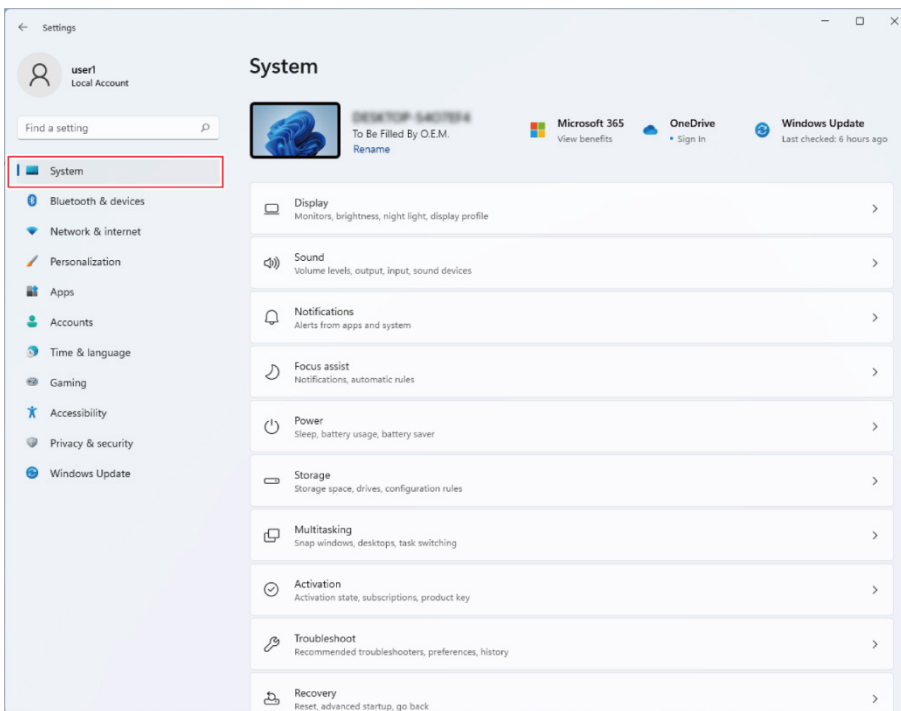 Settings
user1
Local Account
Find a setting
System
Bluetooth & devices
Network & internet
Personalization
Apps
Accounts
Time & language
Gaming
Accessibility
Privacy & security
Windows Update
System
To Be Filled By O.E.M.
Rename
Microsoft 365
View benefits
OneDrive
• Sign In
Windows Update
Last checked: 6 hours ago
Display
Monitors, brightness, night light, display profile
Sound
Volume levels, output, input, sound devices
Notifications
Alerts from apps and system
Focus assist
Notifications, automatic rules
Power
Sleep, battery usage, battery saver
Storage
Storage space, drives, configuration rules
Multitasking
Snap windows, desktops, task switching
Activation
Activation state, subscriptions, product key
Troubleshoot
Recommended troubleshooters, preferences, history
Recovery
Reset, advanced startup, go back